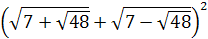 (√(7 + √48) + √(7 − √48))²